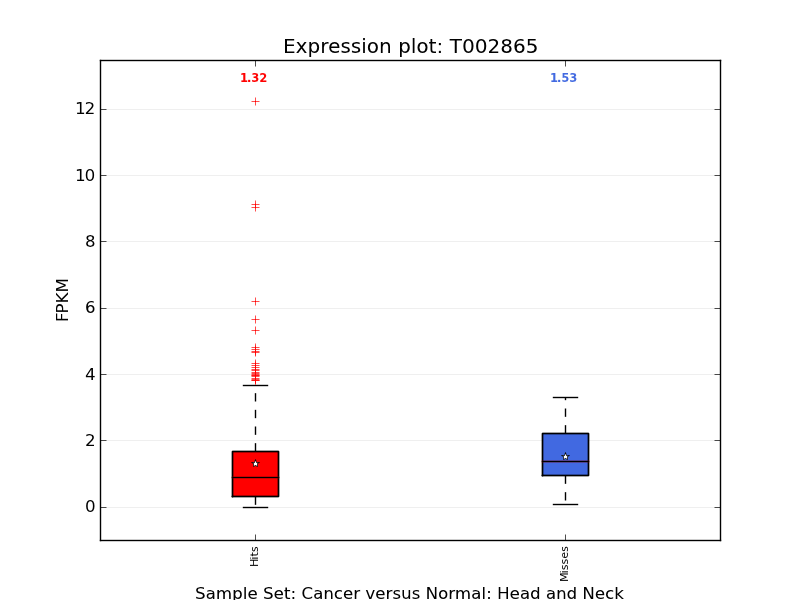 Expression plot: T002865
1.32
1.53
12
10
8
6
4
2
0
FPKM
Hits
Misses
Sample Set: Cancer versus Normal: Head and Neck